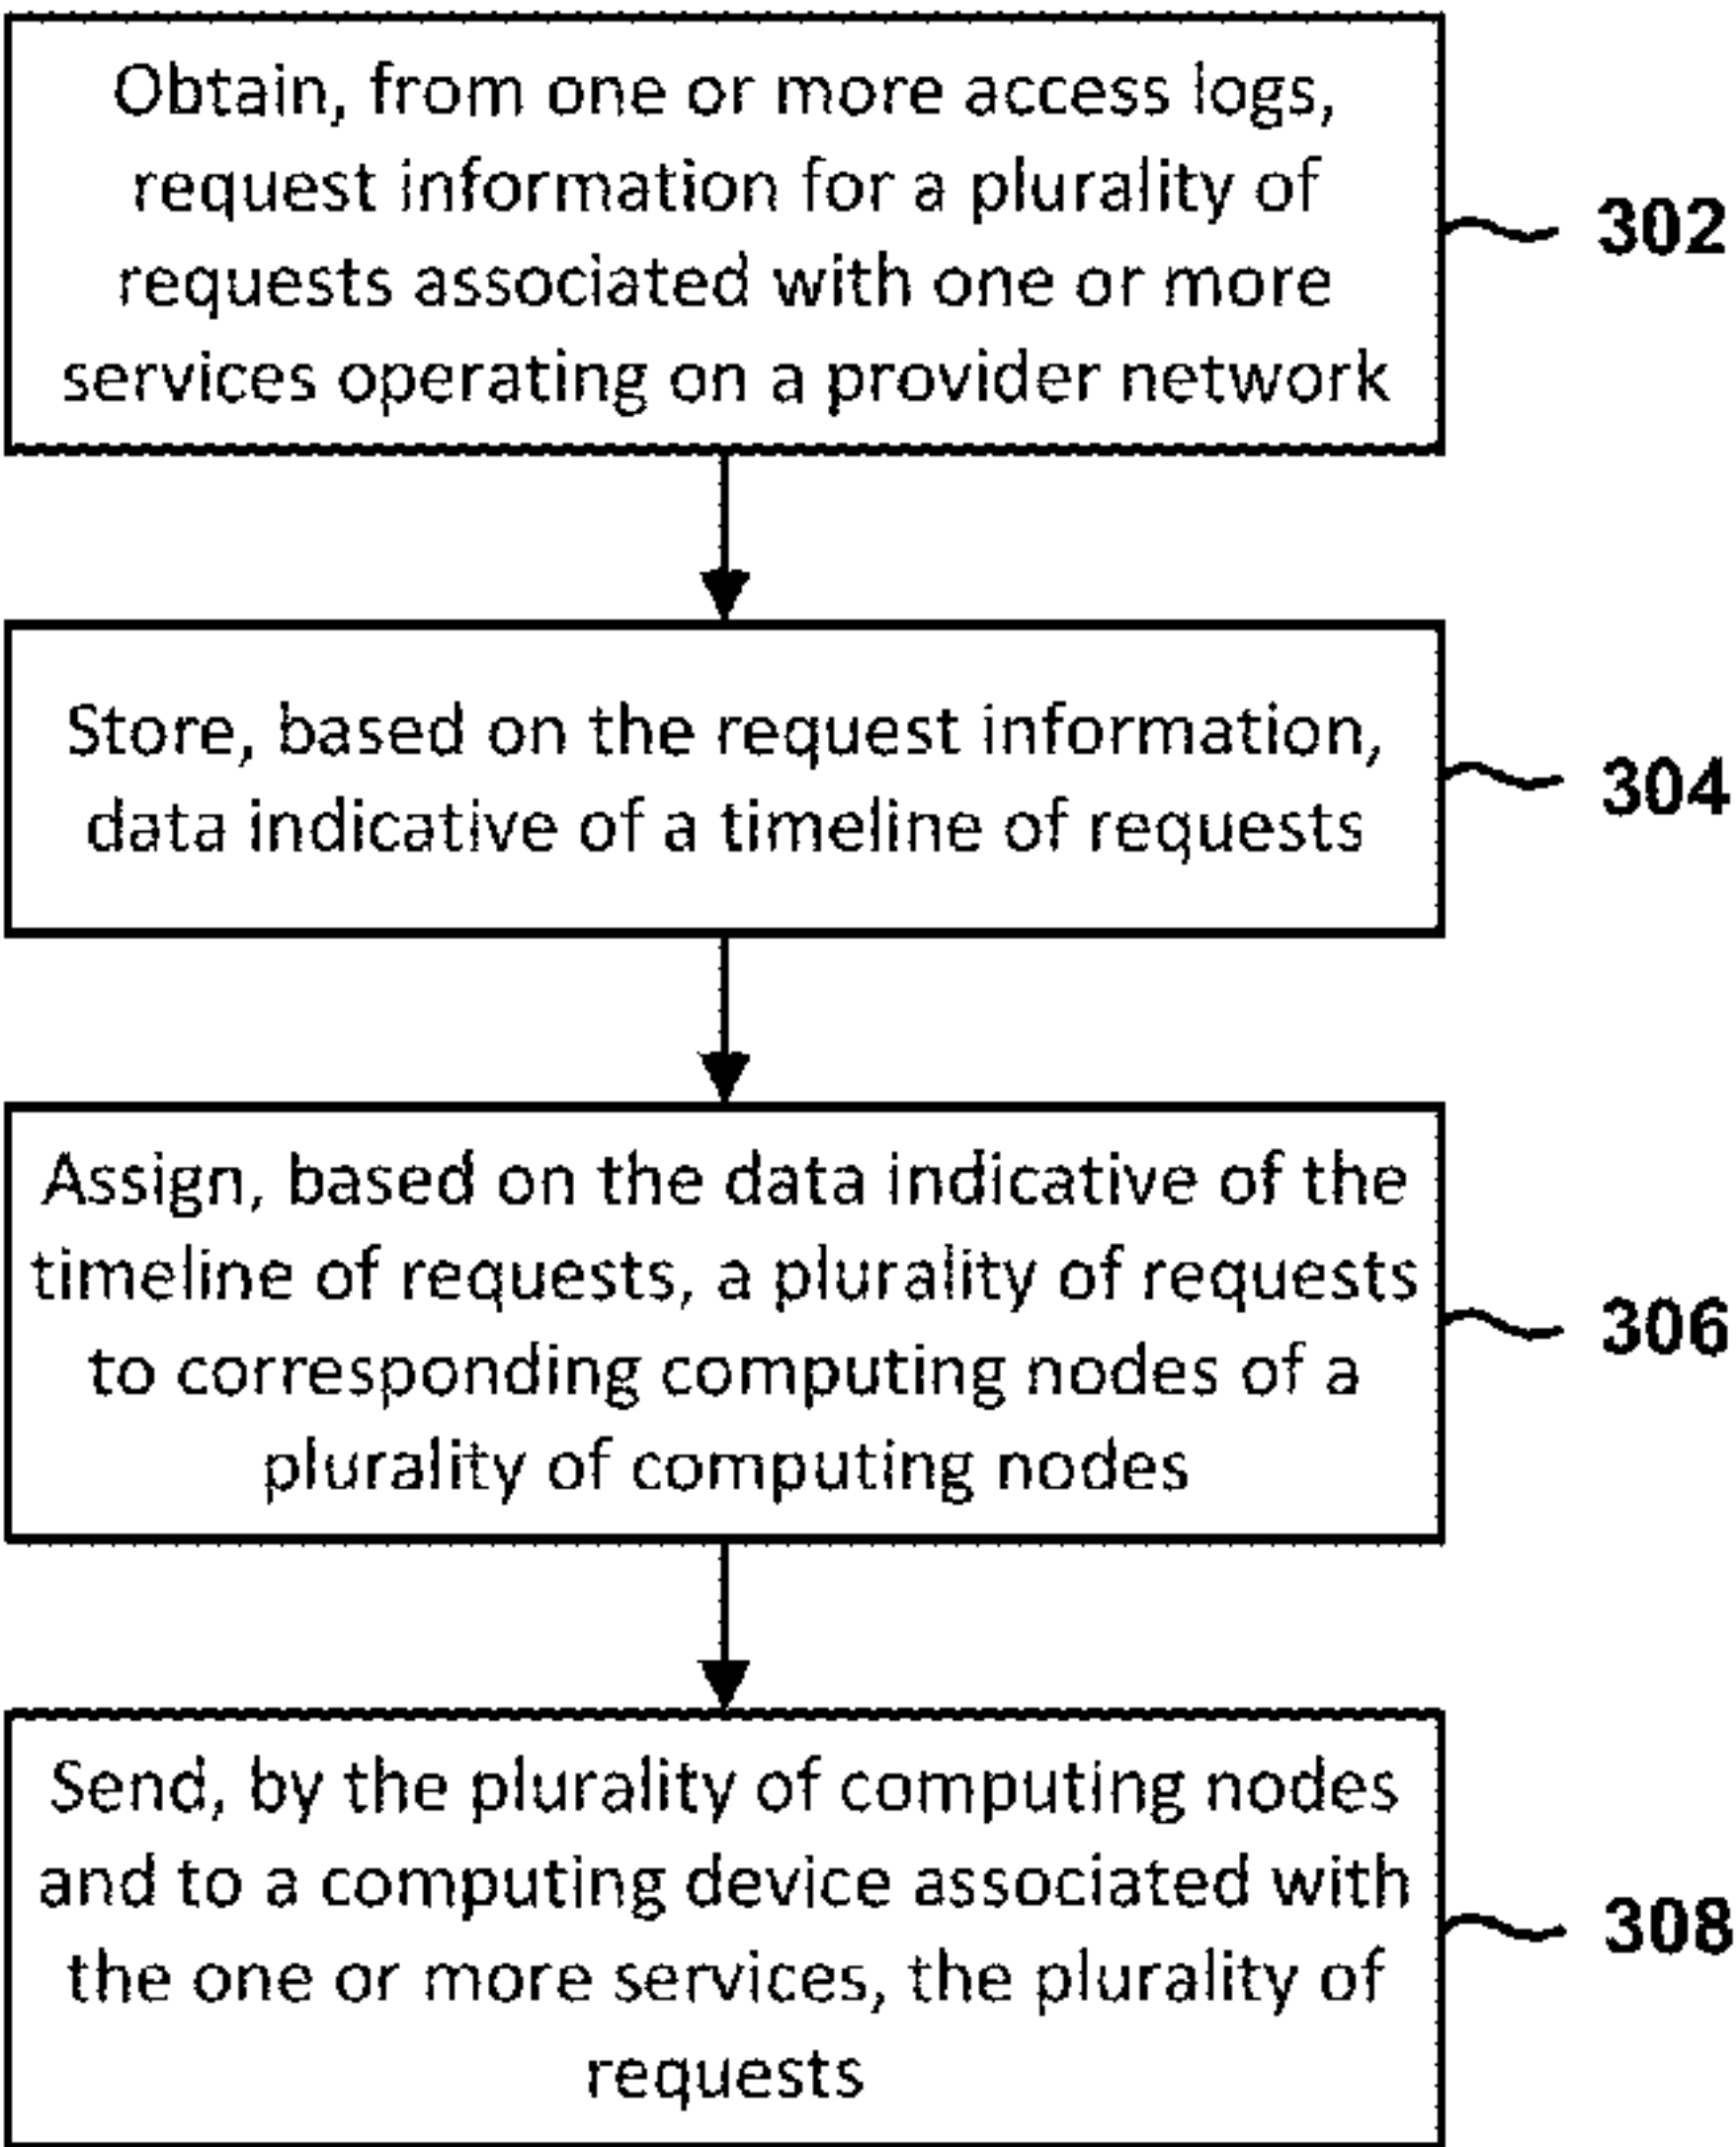 Obtain, from one or more access logs,
request information for a plurality of
requests associated with one or more
services operating on a provider network
302
Store, based on the request information,
data indicative of a timeline of requests
304
Assign, based on the data indicative of the
timeline of requests, a plurality of requests
to corresponding computing nodes of a
plurality of computing nodes
306
Send, by the plurality of computing nodes
and to a computing device associated with
the one or more services, the plurality of
requests
308